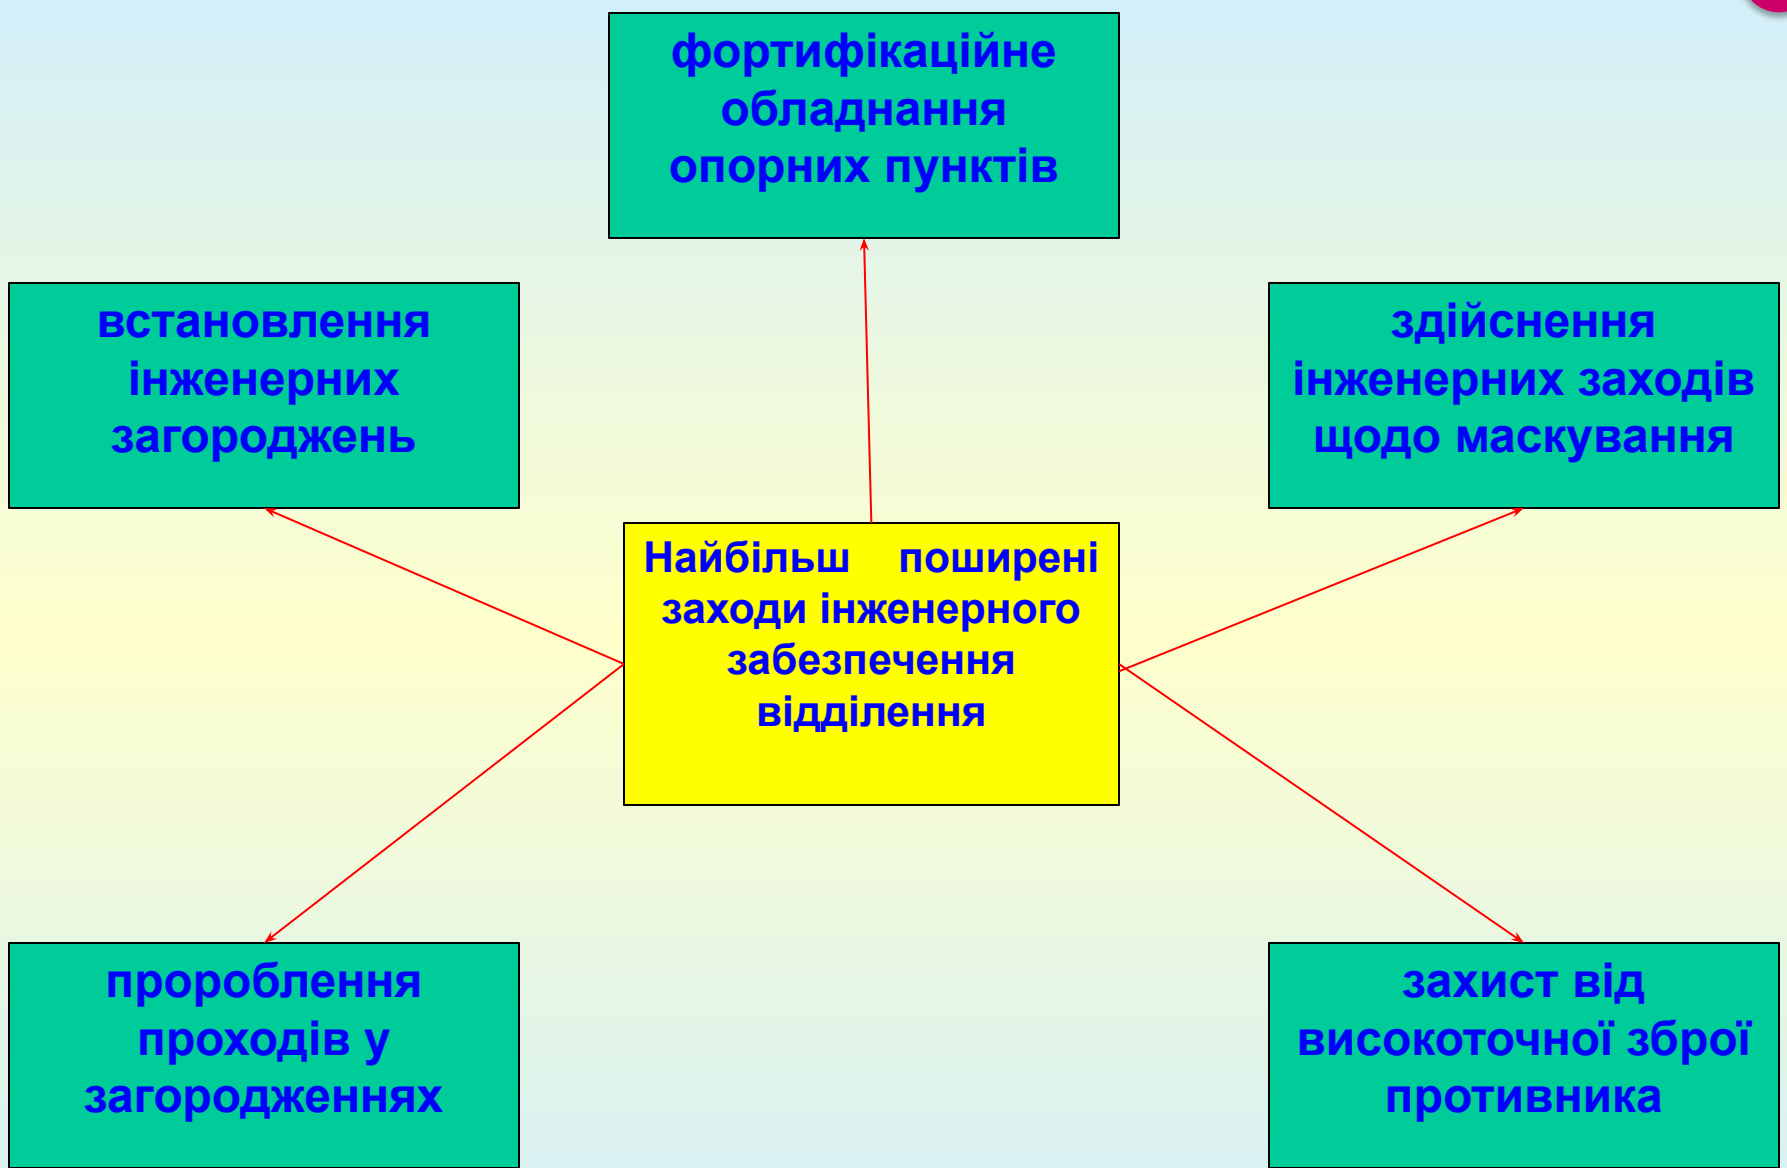 фортифікаційне
обладнання
опорних пунктів
встановлення
інженерних
загороджень
здійснення
інженерних заходів
щодо маскування
Найбільш поширені
заходи інженерного
забезпечення
відділення
пророблення
проходів у
загородженнях
захист від
високоточної зброї
противника